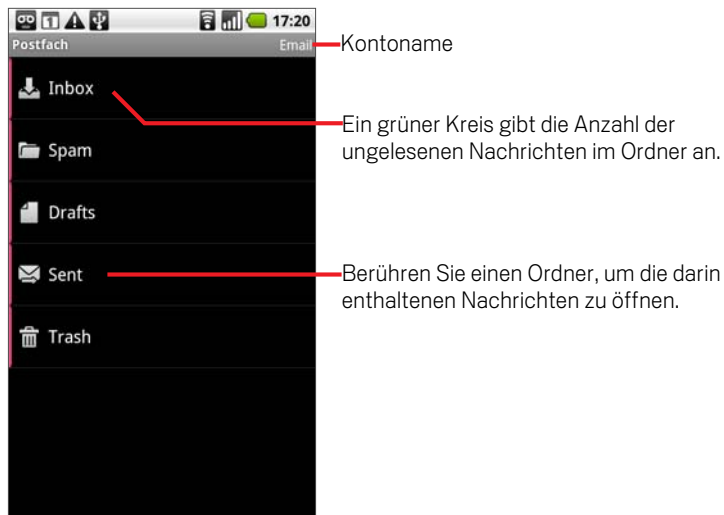 17:20
Postfach Email
Kontoname
Inbox
Ein grüner Kreis gibt die Anzahl der
ungelesenen Nachrichten im Ordner an.
Spam
Drafts
Sent
Berühren Sie einen Ordner, um die darin
enthaltenen Nachrichten zu öffnen.
Trash